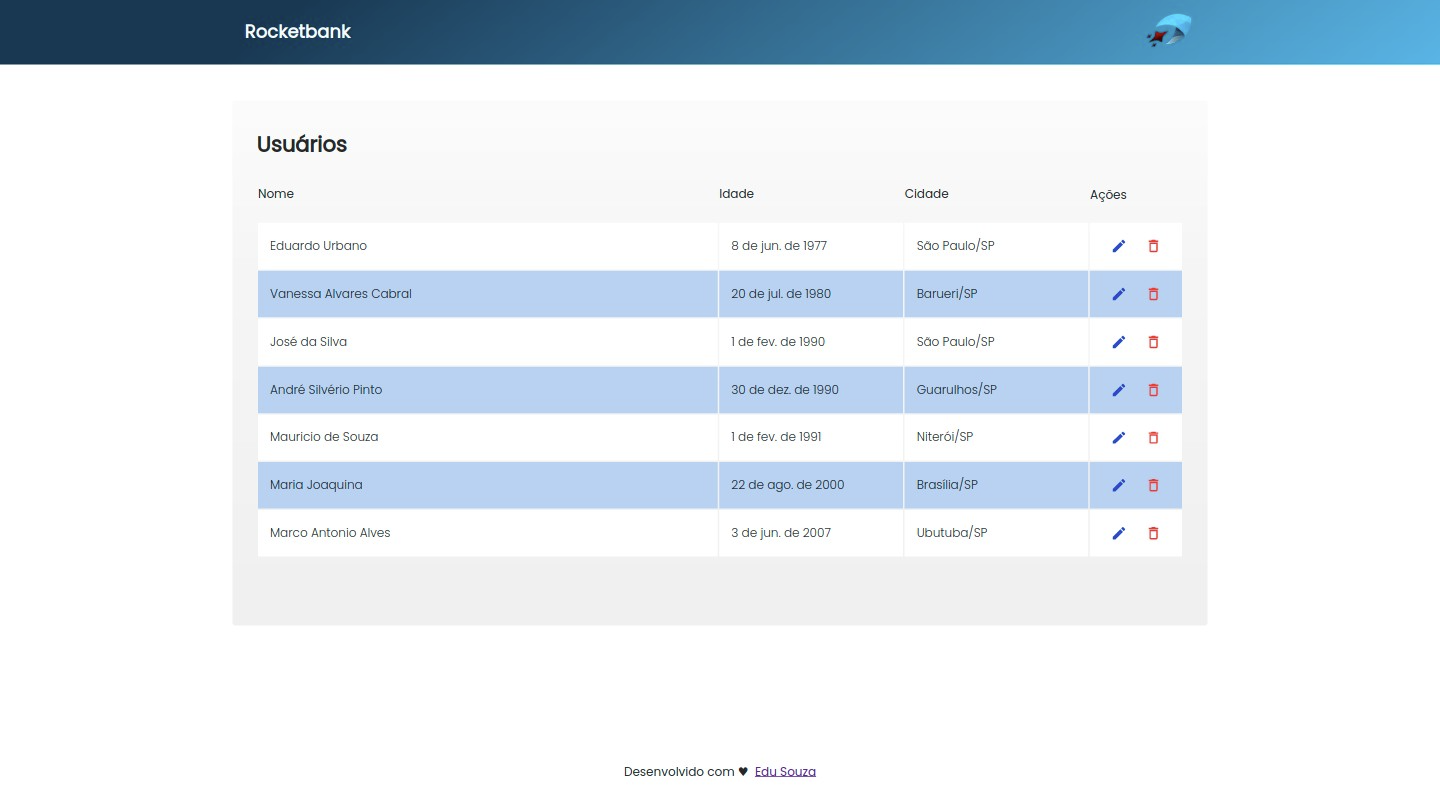 Rocketbank
Usuários
Nome Idade Cidade Ações
Eduardo Urbano 8 de jun. de 1977 São Paulo/SP
Vanessa Alvares Cabral 20 de jul. de 1980 Barueri/SP
José da Silva 1 de fev. de 1990 São Paulo/SP
André Silvério Pinto 30 de dez. de 1990 Guarulhos/SP
Mauricio de Souza 1 de fev. de 1991 Niterói/SP
Maria Joaquina 22 de ago. de 2000 Brasília/SP
Marco Antonio Alves 3 de jun. de 2007 Ubutuba/SP
Desenvolvido com ♥ Edu Souza